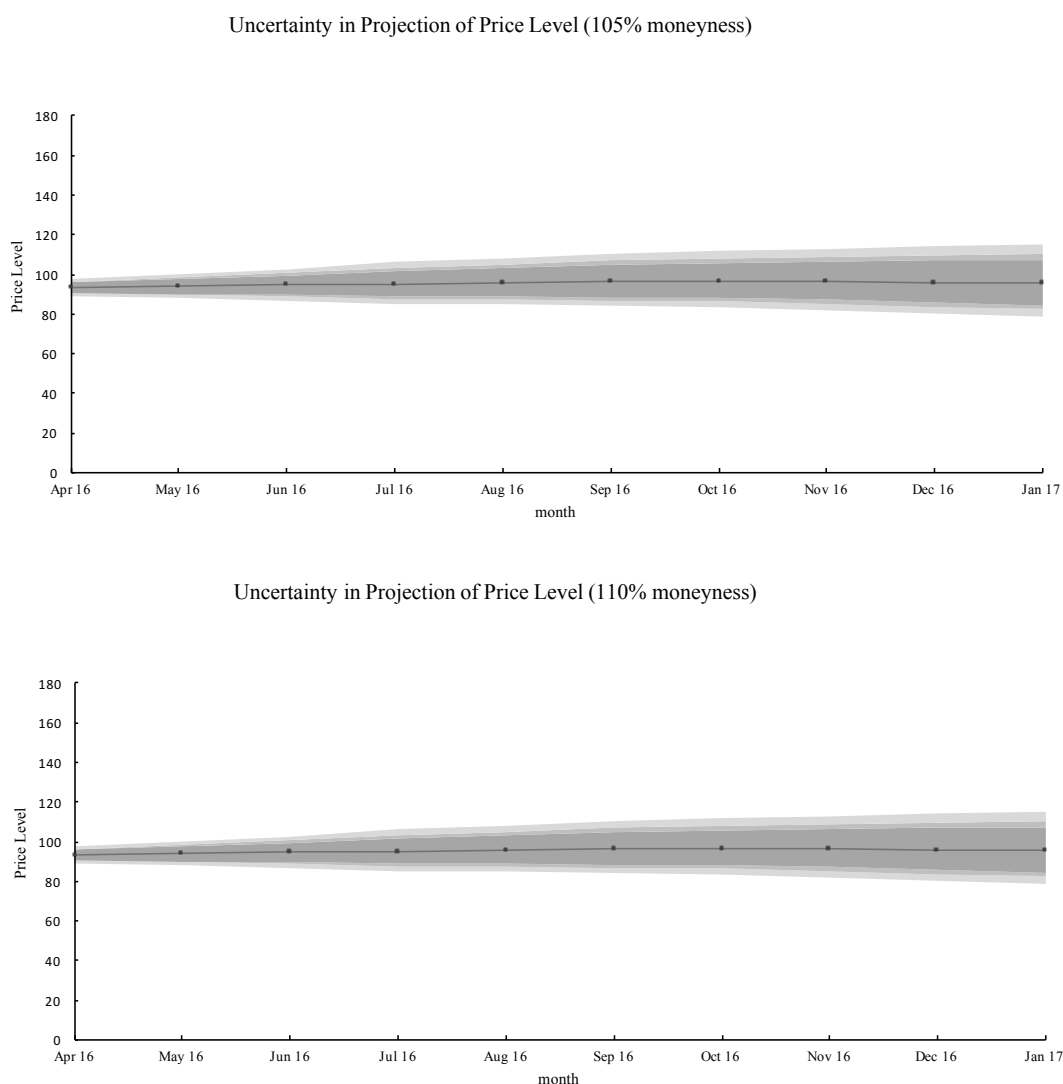 Uncertainty in Projection of Price Level (105% moneyness)
180
160
140
120
100
80
60
40
20
0
Price Level
Apr 16 May 16 Jun 16 Jul 16 Aug 16 Sep 16 Oct 16 Nov 16 Dec 16 Jan 17
month
Uncertainty in Projection of Price Level (110% moneyness)
180
160
140
120
100
80
60
40
20
0
Price Level
Apr 16 May 16 Jun 16 Jul 16 Aug 16 Sep 16 Oct 16 Nov 16 Dec 16 Jan 17
month